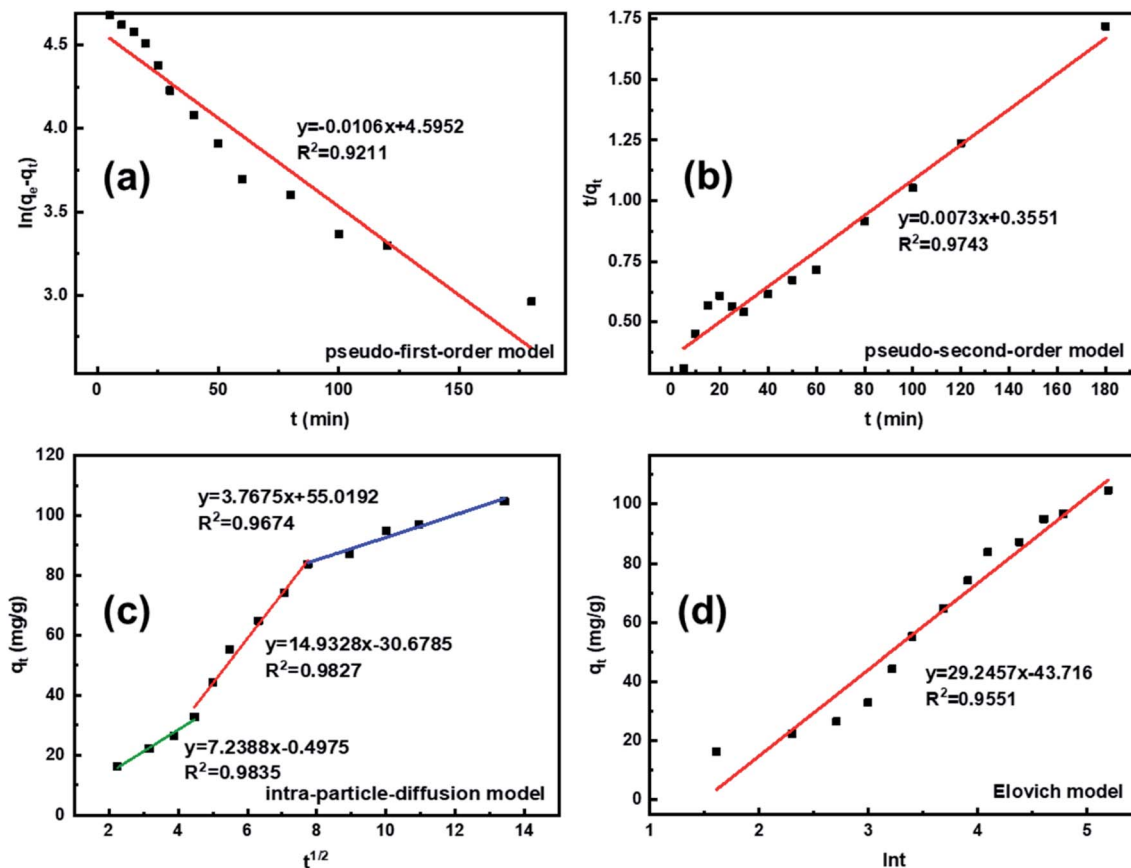 (a)
ln(qₑ-qₜ)
4.5
4.0
3.5
3.0
y=-0.0106x+4.5952
R²=0.9211
pseudo-first-order model
0 50 100 150
t (min)
(b)
t/qₜ
1.75
1.50
1.25
1.00
0.75
0.50
y=0.0073x+0.3551
R²=0.9743
pseudo-second-order model
0 20 40 60 80 100 120 140 160 180
t (min)
(c)
qₜ (mg/g)
120
100
80
60
40
20
0
y=3.7675x+55.0192
R²=0.9674
y=14.9328x-30.6785
R²=0.9827
y=7.2388x-0.4975
R²=0.9835
intra-particle-diffusion model
2 4 6 8 10 12 14
t¹/²
(d)
qₜ (mg/g)
100
80
60
40
20
0
y=29.2457x-43.716
R²=0.9551
Elovich model
1 2 3 4 5
lnt